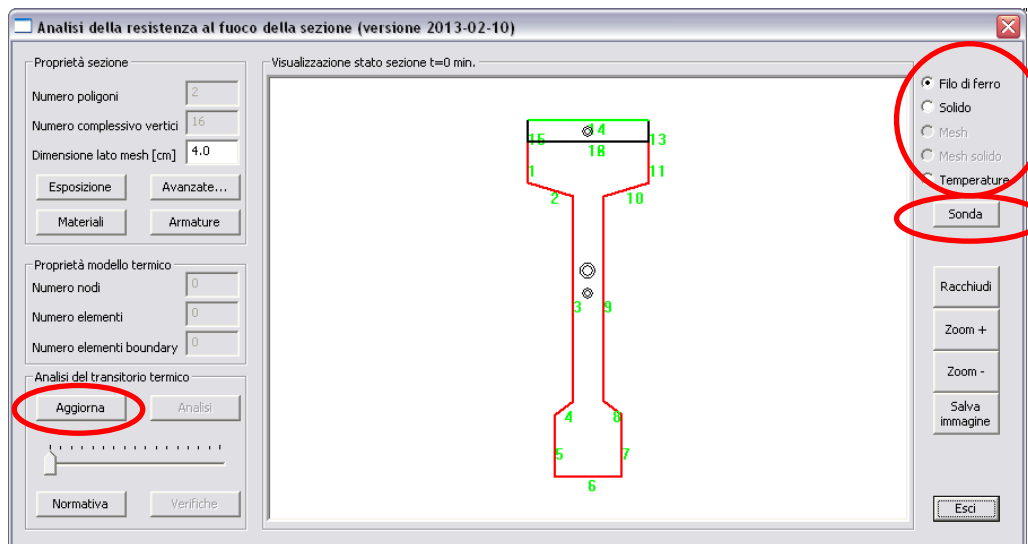 Analisi della resistenza al fuoco della sezione (versione 2013-02-10)
Proprietà sezione
Numero poligoni 2
Numero complessivo vertici 16
Dimensione lato mesh [cm] 4.0
Esposizione Avanzate...
Materiali Armature
Proprietà modello termico
Numero nodi 0
Numero elementi 0
Numero elementi boundary 0
Analisi del transitorio termico
Aggiorna Analisi
Normativa Verifiche
Visualizzazione stato sezione t=0 min.
15 14 13
1 11
2 10
3 9
4 8
5 7
6
Filo di ferro
Solido
Mesh
Mesh solido
Temperature
Sonda
Racchiudi
Zoom +
Zoom -
Salva
immagine
Esci